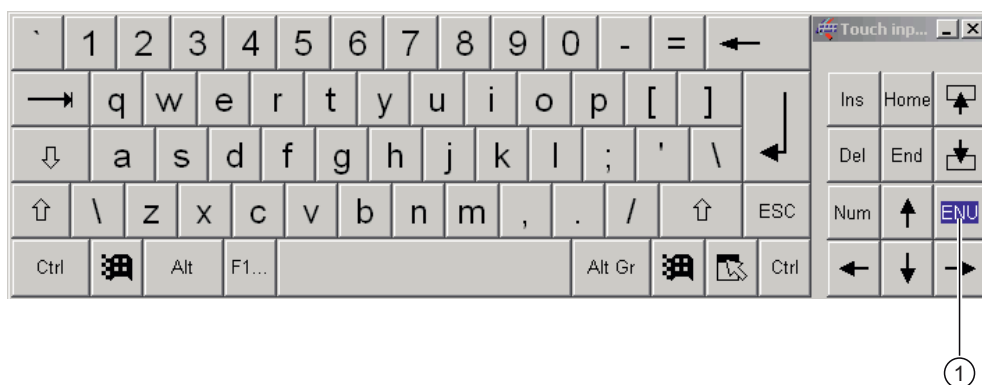 ` 1 2 3 4 5 6 7 8 9 0 - =
Touch inp...
q w e r t y u i o p [ ]
Ins Home
a s d f g h j k l ; ' \
Del End
\ z x c v b n m , . / ESC
Num ENU
Ctrl Alt F1... Alt Gr Ctrl
1